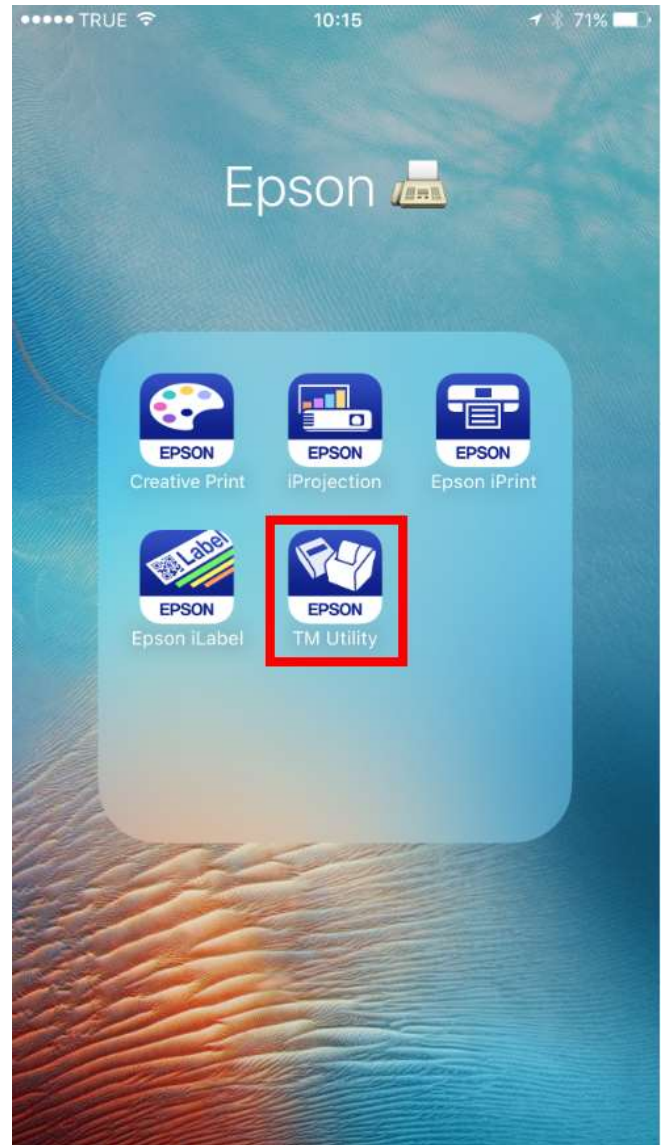 TRUE 10:15 71%
Epson
EPSON EPSON EPSON
Creative Print iProjection Epson iPrint
Label
EPSON EPSON
Epson iLabel TM Utility